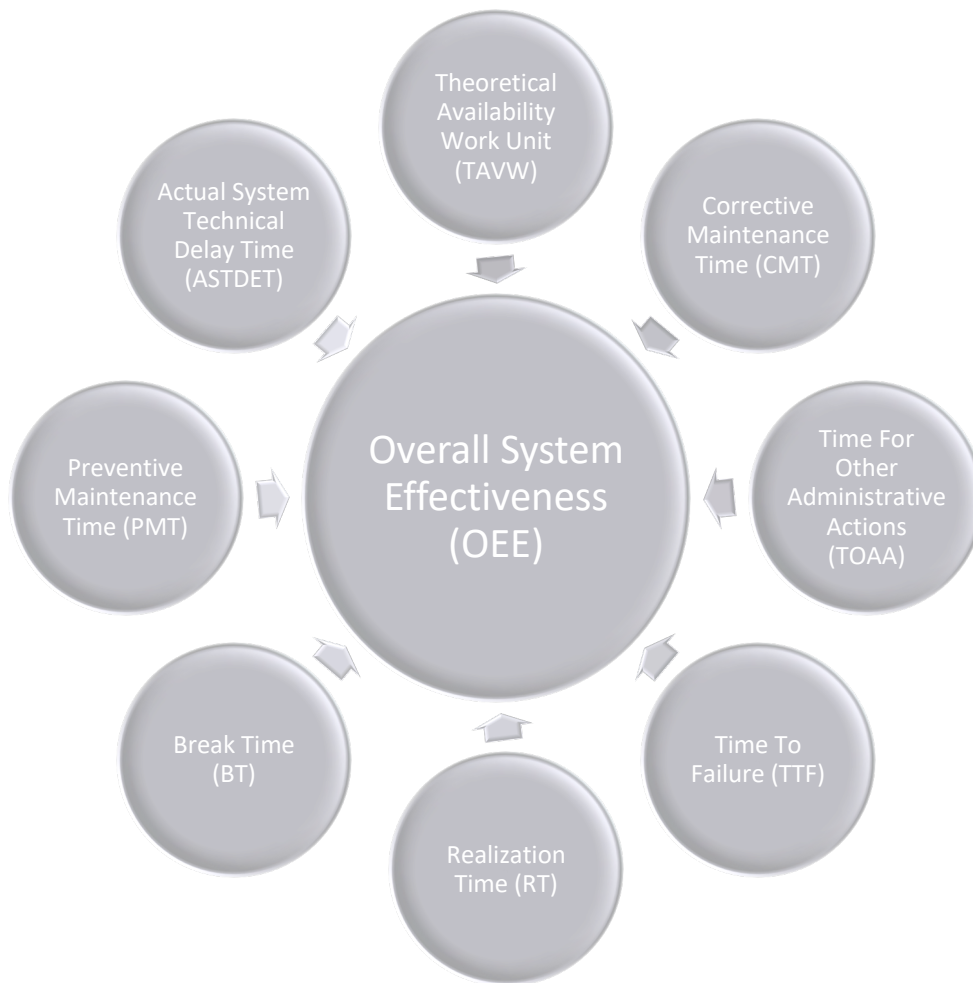 Theoretical
Availability
Work Unit
(TAVW)
Actual System
Technical
Delay Time
(ASTDET)
Corrective
Maintenance
Time (CMT)
Overall System
Effectiveness
(OEE)
Preventive
Maintenance
Time (PMT)
Time For
Other
Administrative
Actions
(TOAA)
Break Time
(BT)
Time To
Failure (TTF)
Realization
Time (RT)